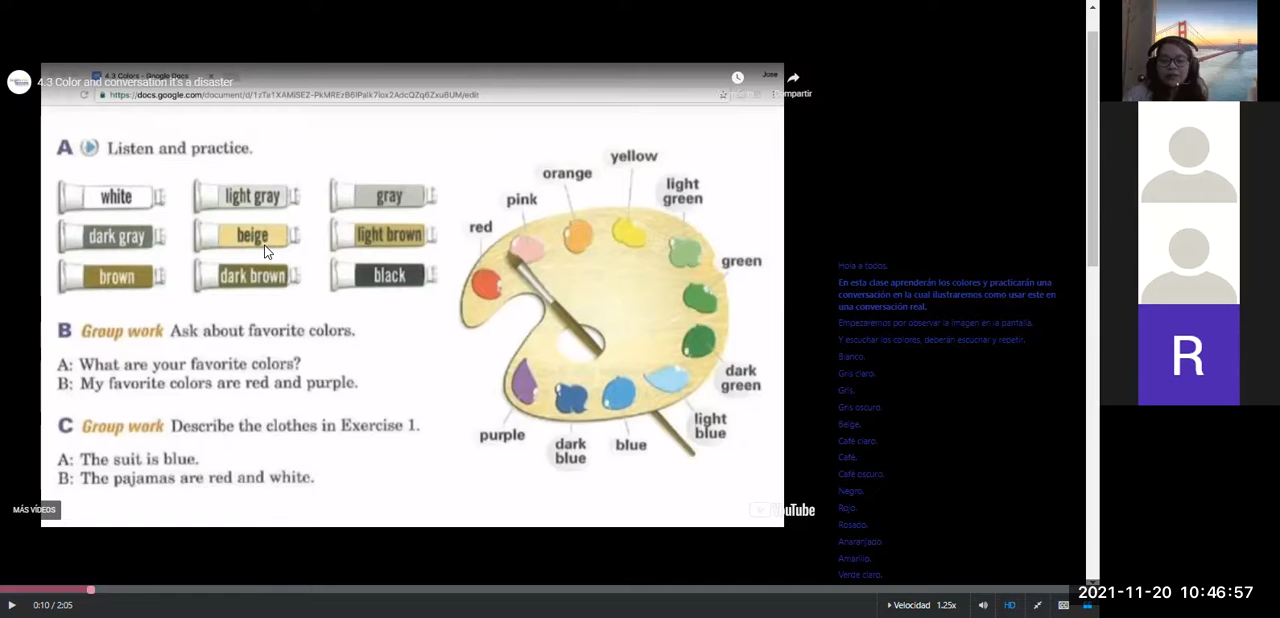 4.3 Colors - Google Docs
4.3 Color and conversation it's a disaster
Jose
Compartir
A Listen and practice.
white
light gray
gray
dark gray
beige
light brown
brown
dark brown
black
B Group work Ask about favorite colors.
A: What are your favorite colors?
B: My favorite colors are red and purple.
C Group work Describe the clothes in Exercise 1.
A: The suit is blue.
B: The pajamas are red and white.
red
pink
orange
yellow
light
green
green
dark
green
light
blue
blue
dark
blue
purple
MÁS VÍDEOS
YouTube
Hola a todos.
En esta clase aprenderán los colores y practicarán una
conversación en la cual ilustraremos como usar este en
una conversación real.
Empezaremos por observar la imagen en la pantalla.
Y escuchar los colores, deberán escuchar y repetir.
Blanco.
Gris claro.
Gris.
Gris oscuro.
Beige.
Café claro.
Café.
Café oscuro.
Negro.
Rojo.
Rosado.
Anaranjado.
Amarillo.
Verde claro.
R
2021-11-20 10:46:57
0:10 / 2:05
Velocidad 1.25x
HD